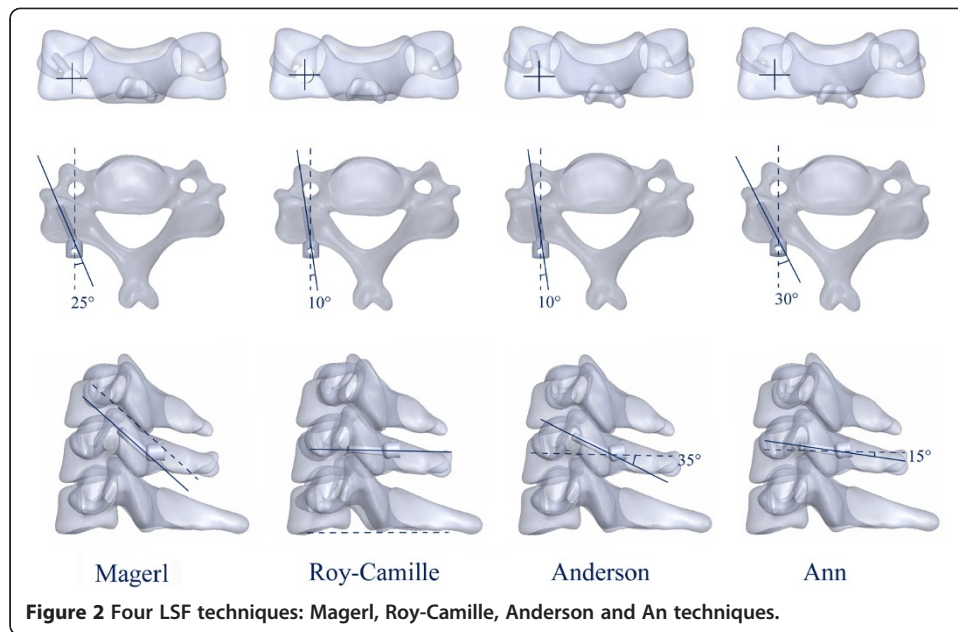 25° 10° 10° 30°
35° 15°
Magerl Roy-Camille Anderson Ann
Figure 2 Four LSF techniques: Magerl, Roy-Camille, Anderson and An techniques.